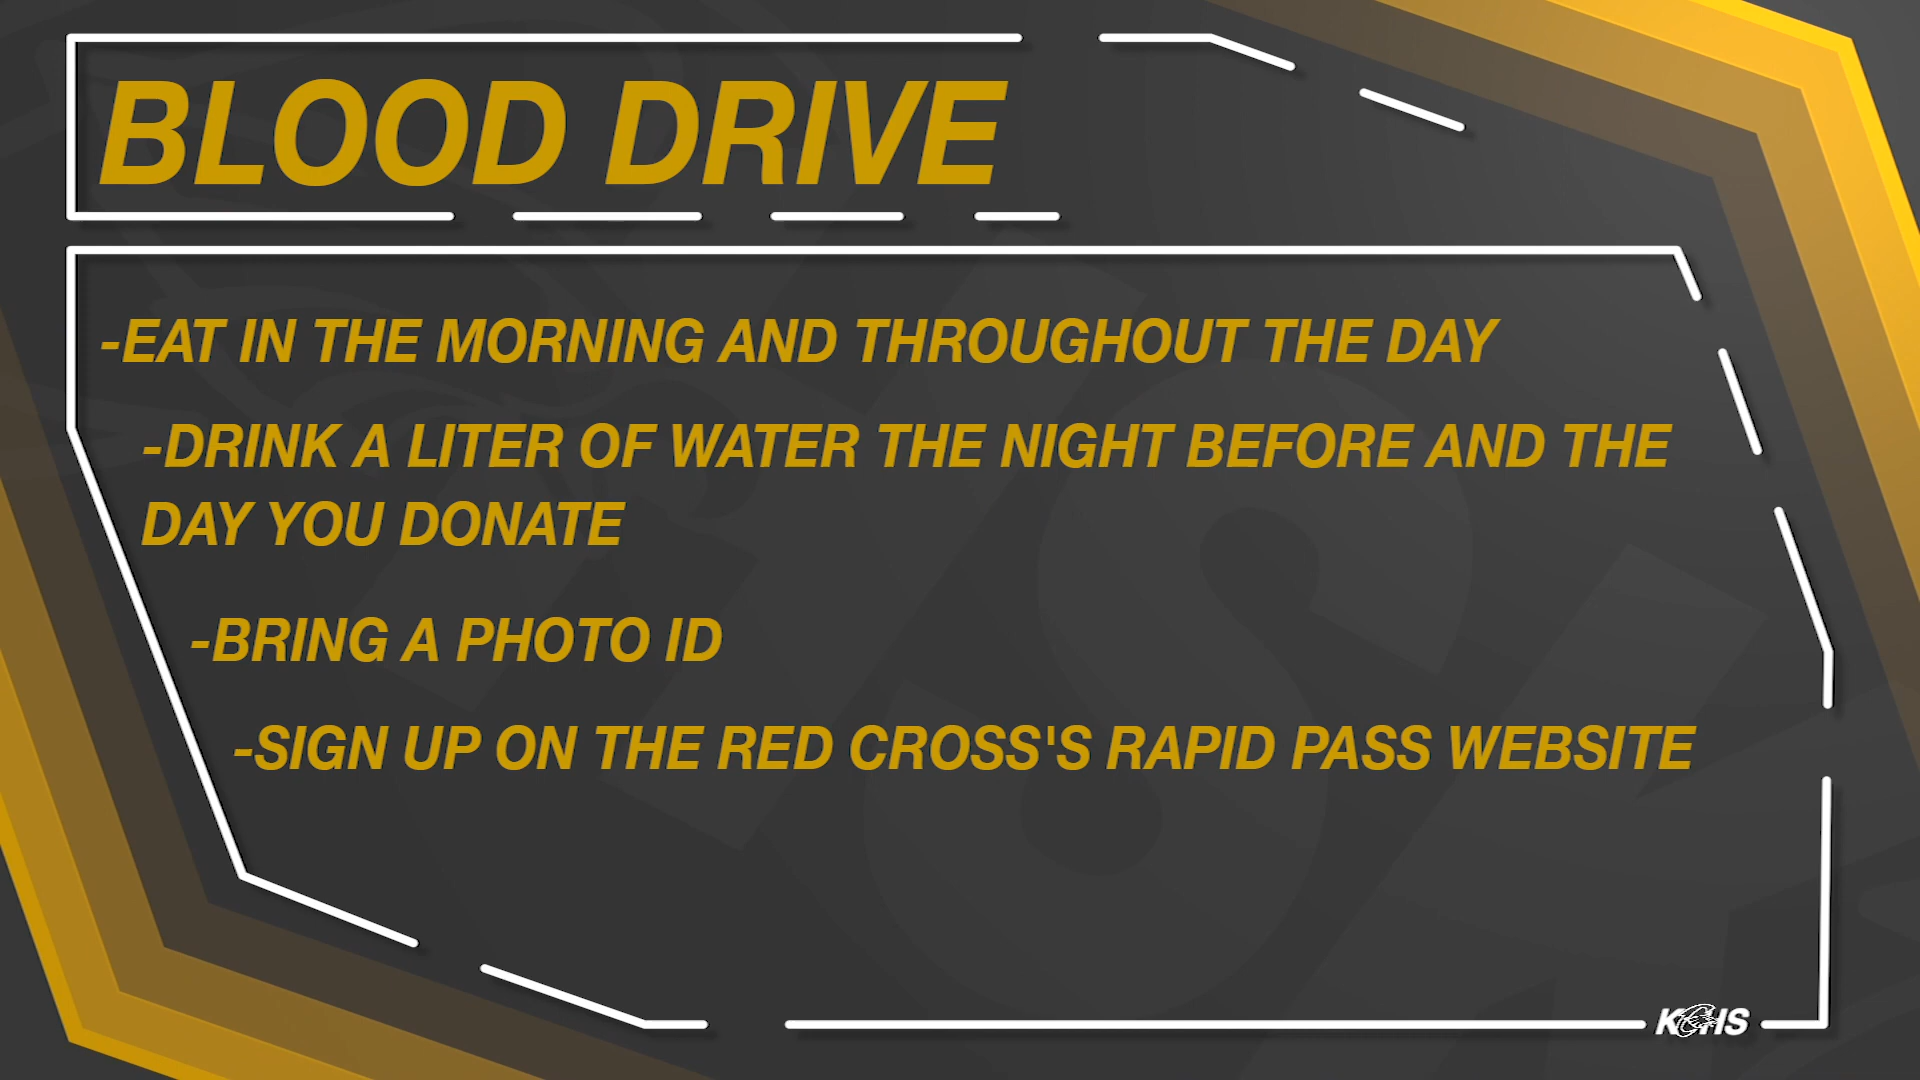 BLOOD DRIVE
-EAT IN THE MORNING AND THROUGHOUT THE DAY
-DRINK A LITER OF WATER THE NIGHT BEFORE AND THE
DAY YOU DONATE
-BRING A PHOTO ID
-SIGN UP ON THE RED CROSS'S RAPID PASS WEBSITE